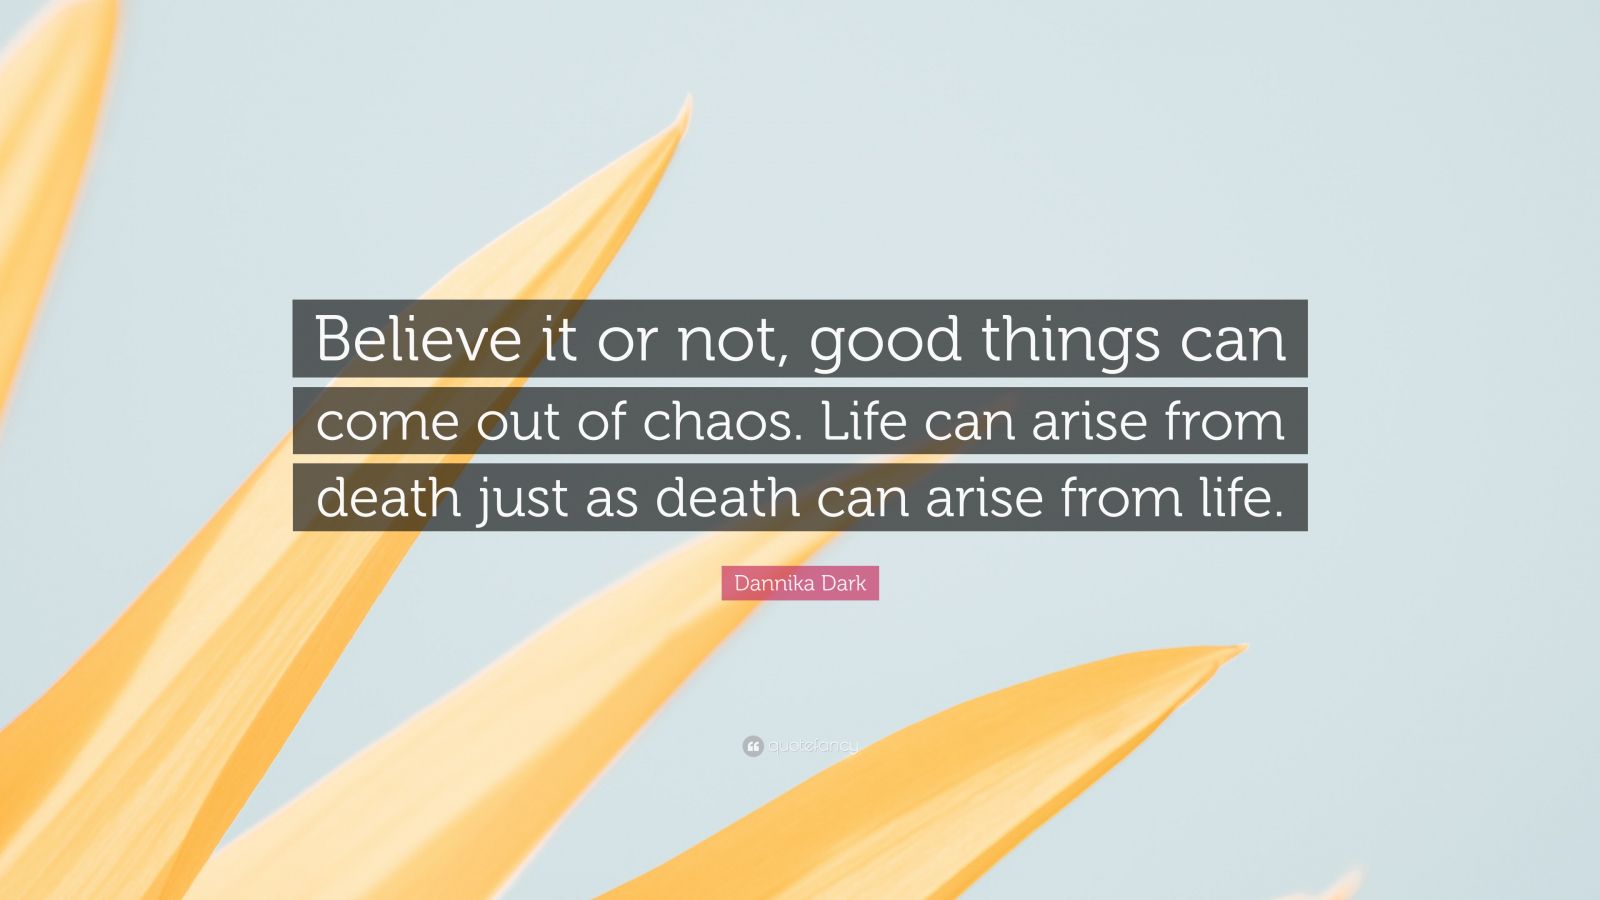 Believe it or not, good things can
come out of chaos. Life can arise from
death just as death can arise from life.
Dannika Dark
quotefancy